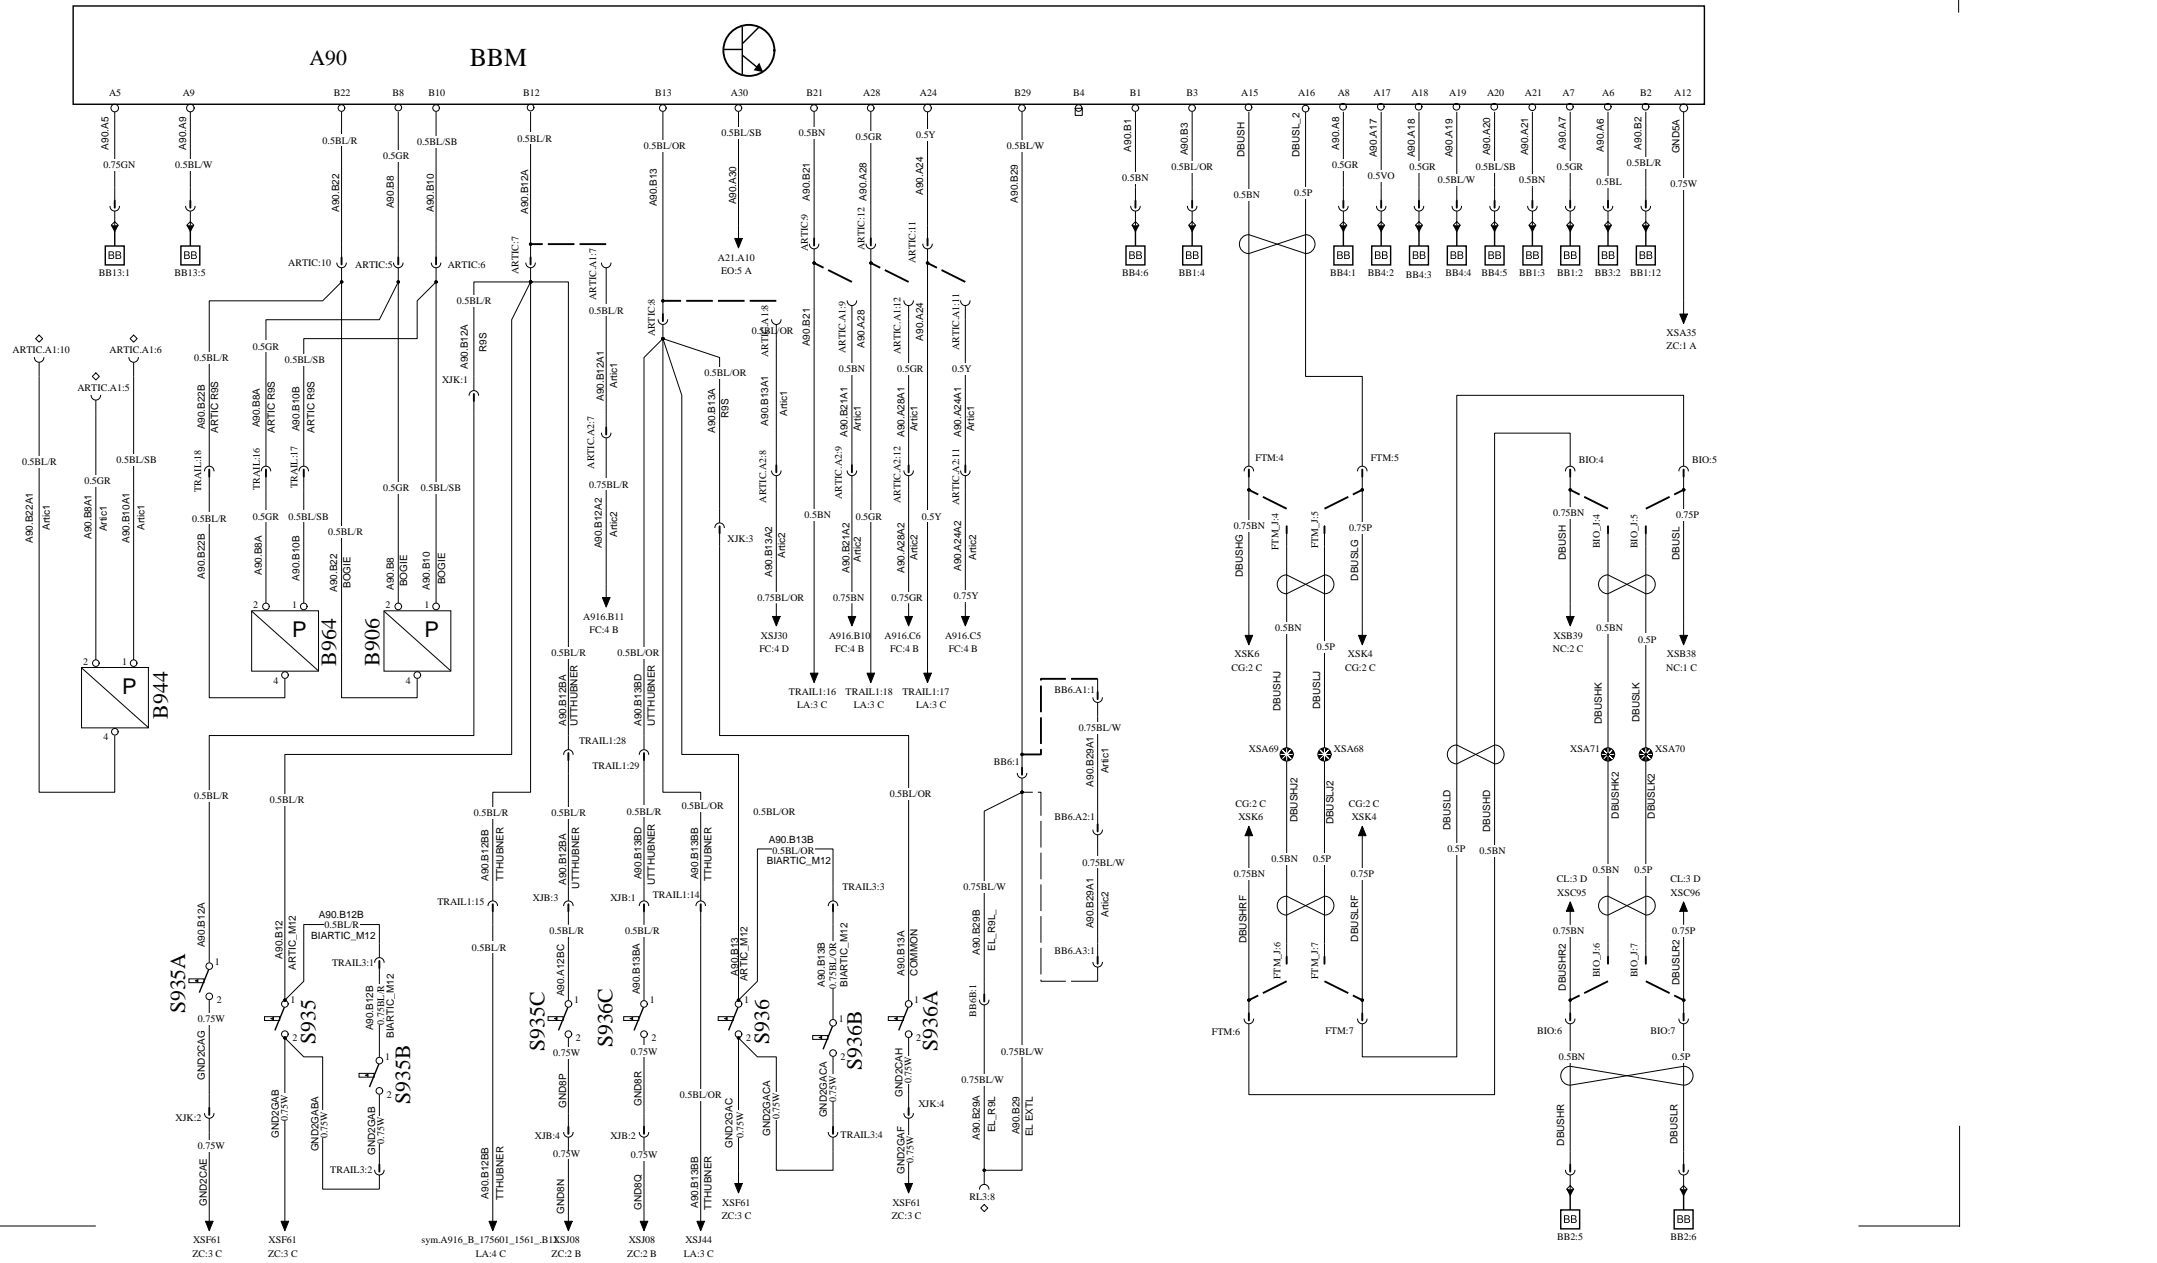 A90 BBM
A5 A9 B22 B8 B10 B12 B13 A30 B21 A28 A24 B29 B4 B1 B3 A15 A16 A8 A17 A18 A19 A20 A21 A7 A6 B2 A12
A90.A5
0.75GN
BB
BB13:1
A90.A9
0.5BL/W
BB
BB13:5
0.5BL/R
A90.B22
ARTIC:10
0.5GR
A90.B8
ARTIC:5
0.5BL/SB
A90.B10
ARTIC:6
0.5BL/R
A90.B12A
ARTIC:7
ARTIC.A1:7
0.5BL/R
A90.B12A1
Artic1
ARTIC.A2:7
0.75BL/R
A90.B12A2
Artic2
A916.B11
FC:4 B
0.5BL/OR
A90.B13
ARTIC:8
0.5BL/SB
A90.A30
A21.A10
EO:5 A
ARTIC.A1:8
0.5BL/OR
A90.B13A1
Artic1
ARTIC.A2:8
A90.B13A2
Artic2
0.75BL/OR
XSJ30
FC:4 D
0.5BN
A90.B21
ARTIC:9
A90.B21
0.5BN
TRAIL1:16
LA:3 C
ARTIC.A1:9
0.5BN
A90.B21A1
Artic1
ARTIC.A2:9
A90.B21A2
Artic2
0.75BN
A916.B10
FC:4 B
0.5GR
A90.A28
ARTIC:12
A90.A28
0.5GR
TRAIL1:18
LA:3 C
ARTIC.A1:12
0.5GR
A90.A28A1
Artic1
ARTIC.A2:12
A90.A28A2
Artic2
0.75GR
A916.C6
FC:4 B
0.5Y
A90.A24
ARTIC:11
A90.A24
0.5Y
TRAIL1:17
LA:3 C
ARTIC.A1:11
0.5Y
A90.A24A1
Artic1
ARTIC.A2:11
A90.A24A2
Artic2
0.75Y
A916.C5
FC:4 B
0.5BL/W
A90.B29
A90.B1
0.5BN
BB
BB4:6
A90.B3
0.5BL/OR
BB
BB1:4
DBUSH
0.5BN
DBUSL_2
0.5P
A90.A8
0.5GR
BB
BB4:1
A90.A17
0.5VO
BB
BB4:2
A90.A18
0.5GR
BB
BB4:3
A90.A19
0.5BL/W
BB
BB4:4
A90.A20
0.5BL/SB
BB
BB4:5
A90.A21
0.5BN
BB
BB1:3
A90.A7
0.5GR
BB
BB1:2
A90.A6
0.5BL
BB
BB3:2
A90.B2
0.5BL/R
BB
BB1:12
GND5A
0.75W
XSA35
ZC:1 A
ARTIC.A1:10
0.5BL/R
A90.B22A1
Artic1
ARTIC.A1:5
0.5GR
A90.B8A1
Artic1
ARTIC.A1:6
0.5BL/SB
A90.B10A1
Artic1
2 1
P
B944
4
0.5BL/R
A90.B22B
ARTIC R9S
TRAIL:18
0.5BL/R
A90.B22B
0.5GR
A90.B8A
ARTIC R9S
TRAIL:16
0.5GR
A90.B8A
0.5BL/SB
A90.B10B
ARTIC R9S
TRAIL:17
0.5BL/SB
A90.B10B
2 1
P
B964
4
0.5BL/R
A90.B22
BOGIE
0.5GR
A90.B8
BOGIE
0.5BL/SB
A90.B10
BOGIE
2 1
P
B906
4
0.5BL/R
A90.B12A
R9S
XJK:1
0.5BL/OR
A90.B13A
R9S
XJK:3
0.5BL/R
A90.B12A
S935A
1
2
0.75W
GND2CAG
XJK:2
0.75W
GND2CAE
XSF61
ZC:3 C
0.5BL/R
A90.B12
ARTIC_M12
S935
1
2
GND2GAB
0.75W
XSF61
ZC:3 C
A90.B12B
0.5BL/R
BIARTIC_M12
TRAIL3:1
A90.B12B
0.75BL/R
BIARTIC_M12
S935B
1
2
GND2GABA
0.75W
GND2GAB
0.75W
TRAIL3:2
0.5BL/R
A90.B12BB
TTHUBNER
TRAIL1:15
0.5BL/R
A90.B12BB
TTHUBNER
sym.A916_B_175601_1561_.B1
LA:4 C
0.5BL/R
A90.B12BA
UTTHUBNER
TRAIL1:28
0.5BL/R
A90.B12BA
UTTHUBNER
XJB:3
0.5BL/R
A90.A12BC
S935C
1
2
0.75W
GND8P
XJB:4
0.75W
GND8N
XSJ08
ZC:2 B
0.5BL/OR
A90.B13BD
UTTHUBNER
TRAIL1:29
0.5BL/R
A90.B13BD
UTTHUBNER
XJB:1
0.5BL/R
A90.B13BA
S936C
1
2
0.75W
GND8R
XJB:2
0.75W
GND8Q
XSJ08
ZC:2 B
0.5BL/OR
A90.B13BB
TTHUBNER
TRAIL1:14
0.5BL/OR
A90.B13BB
TTHUBNER
XSJ44
LA:3 C
0.5BL/OR
A90.B13
ARTIC_M12
S936
1
2
GND2GAC
0.75W
XSF61
ZC:3 C
A90.B13B
0.5BL/OR
BIARTIC_M12
TRAIL3:3
A90.B13B
0.75BL/OR
BIARTIC_M12
S936B
1
2
GND2GACA
0.75W
GND2GACA
0.75W
TRAIL3:4
0.5BL/OR
A90.B13A
COMMON
S936A
1
2
GND2CAH
0.75W
XJK:4
GND2GAF
0.75W
XSF61
ZC:3 C
BB6:1
BB6.A1:1
0.75BL/W
A90.B29A1
Artic1
BB6.A2:1
0.75BL/W
A90.B29A1
Artic2
BB6.A3:1
0.75BL/W
A90.B29B
EL_R9L_
BB6B:1
0.75BL/W
A90.B29A
EL_R9L
0.75BL/W
A90.B29
EL EXTL
RL3:8
FTM:4
0.75BN
DBUSHG
XSK6
CG:2 C
FTM_J:4
0.5BN
DBUSHJ
XSA69
DBUSHJ2
0.5BN
FTM_J:6
FTM_J:5
0.5P
DBUSLJ
XSA68
DBUSLJ2
0.5P
FTM_J:7
FTM:5
0.75P
DBUSLG
XSK4
CG:2 C
CG:2 C
XSK6
0.75BN
DBUSHRF
FTM:6
CG:2 C
XSK4
0.75P
DBUSLRF
FTM:7
DBUSLD
0.5P
DBUSHD
0.5BN
BIO:4
0.75BN
DBUSH
XSB39
NC:2 C
BIO_J:4
0.5BN
DBUSHK
XSA71
DBUSHK2
0.5BN
BIO_J:6
BIO_J:5
0.5P
DBUSLK
XSA70
DBUSLK2
0.5P
BIO_J:7
BIO:5
0.75P
DBUSL
XSB38
NC:1 C
CL:3 D
XSC95
0.75BN
DBUSHR2
BIO:6
0.5BN
DBUSHR
BB
BB2:5
CL:3 D
XSC96
0.75P
DBUSLR2
BIO:7
0.5P
DBUSLR
BB
BB2:6